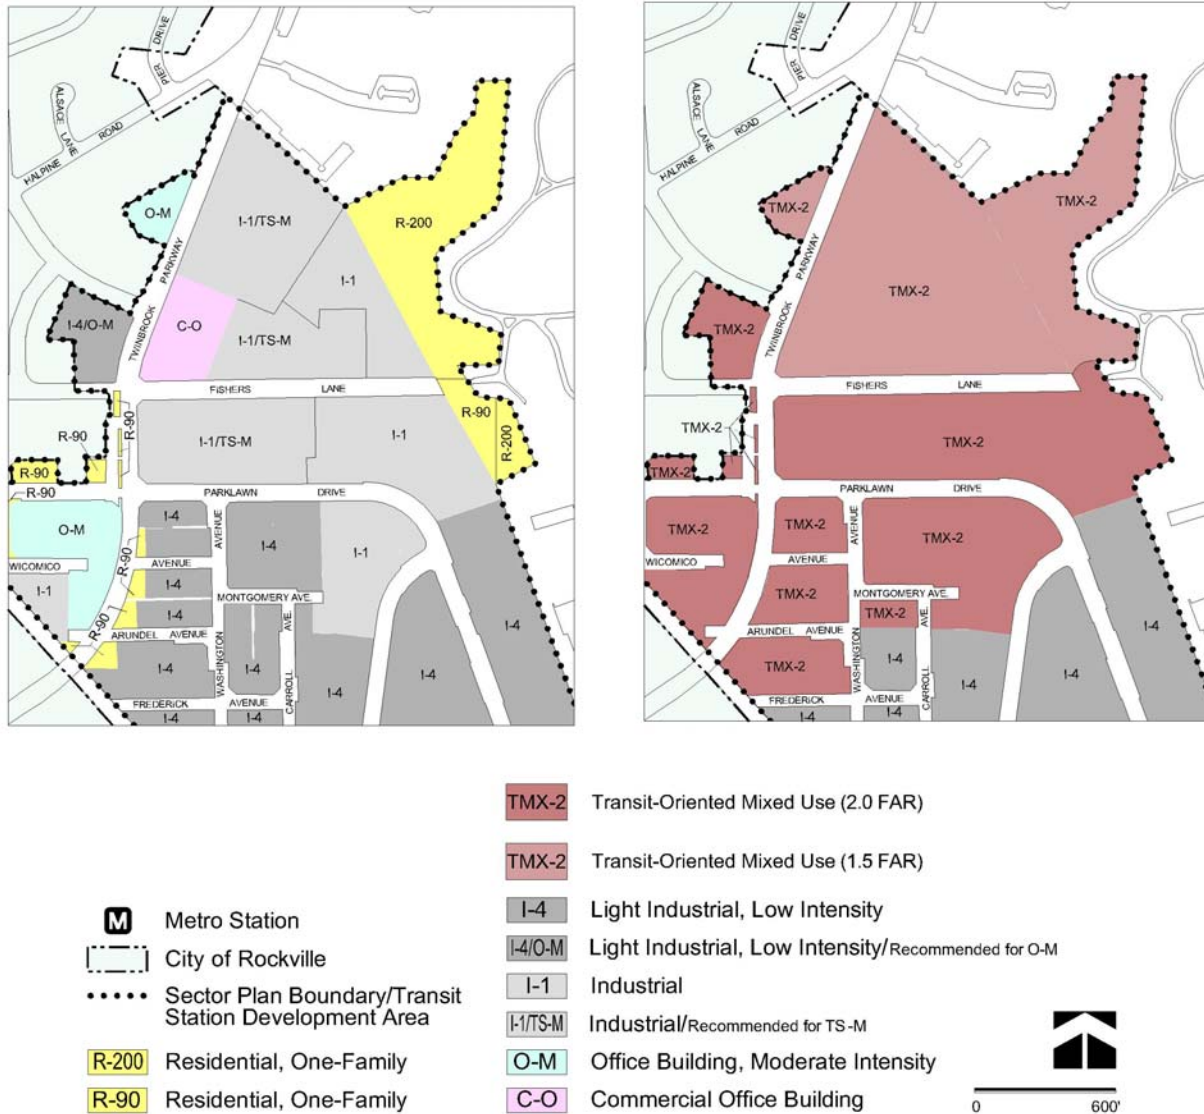 DRIVE
PIER
ALSACE
LANE
ROAD
HALPINE
O-M
I-1/TS-M
R-200
PARKWAY
I-1
I-4/O-M
TWINBROOK
C-O
I-1/TS-M
FISHERS LANE
R-90
R-90
R-90
R-200
I-1/TS-M
I-1
R-90
R-90
PARKLAWN DRIVE
O-M
I-4
AVENUE
I-4
I-1
WICOMICO
R-90
AVENUE
I-1
I-4
MONTGOMERY AVE.
I-4
R-90
ARUNDEL AVENUE
AVE.
I-4
I-4
I-4
WASHINGTON
I-4
I-4
I-4
CARROLL
FREDERICK AVENUE
I-4
I-4
DRIVE
PIER
ALSACE
LANE
ROAD
HALPINE
TMX-2
TMX-2
PARKWAY
TMX-2
TMX-2
TWINBROOK
FISHERS LANE
TMX-2
TMX-2
TMX-2
PARKLAWN DRIVE
TMX-2
TMX-2
AVENUE
TMX-2
WICOMICO
AVENUE
TMX-2
MONTGOMERY AVE.
TMX-2
AVE.
ARUNDEL AVENUE
I-4
TMX-2
WASHINGTON
I-4
I-4
I-4
CARROLL
FREDERICK AVENUE
I-4
I-4
TMX-2 Transit-Oriented Mixed Use (2.0 FAR)
TMX-2 Transit-Oriented Mixed Use (1.5 FAR)
I-4 Light Industrial, Low Intensity
I-4/O-M Light Industrial, Low Intensity/Recommended for O-M
I-1 Industrial
I-1/TS-M Industrial/Recommended for TS-M
O-M Office Building, Moderate Intensity
C-O Commercial Office Building
M Metro Station
City of Rockville
Sector Plan Boundary/Transit
Station Development Area
R-200 Residential, One-Family
R-90 Residential, One-Family
0 600'